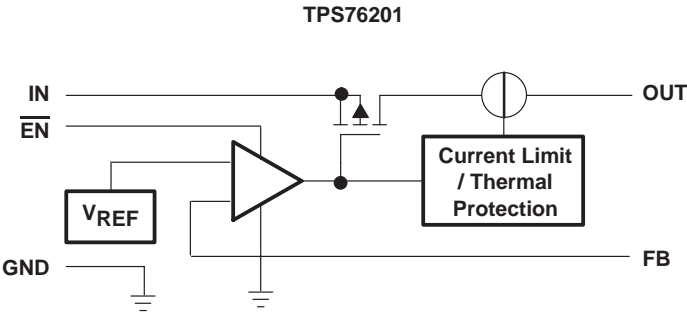 TPS76201
IN
OUT
EN
Current Limit
/ Thermal
Protection
VREF
GND
FB